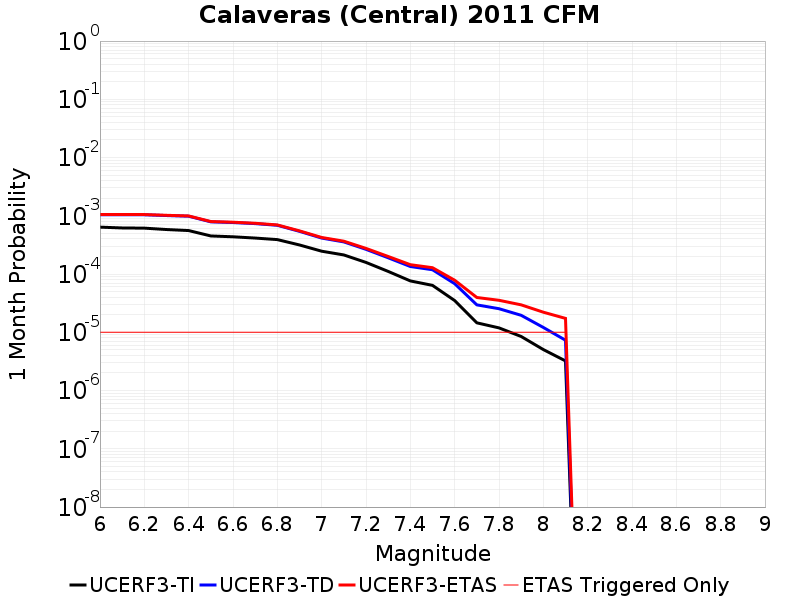 Calaveras (Central) 2011 CFM
1 Month Probability
10^0
10^-1
10^-2
10^-3
10^-4
10^-5
10^-6
10^-7
10^-8
6 6.2 6.4 6.6 6.8 7 7.2 7.4 7.6 7.8 8 8.2 8.4 8.6 8.8 9
Magnitude
UCERF3-TI UCERF3-TD UCERF3-ETAS ETAS Triggered Only